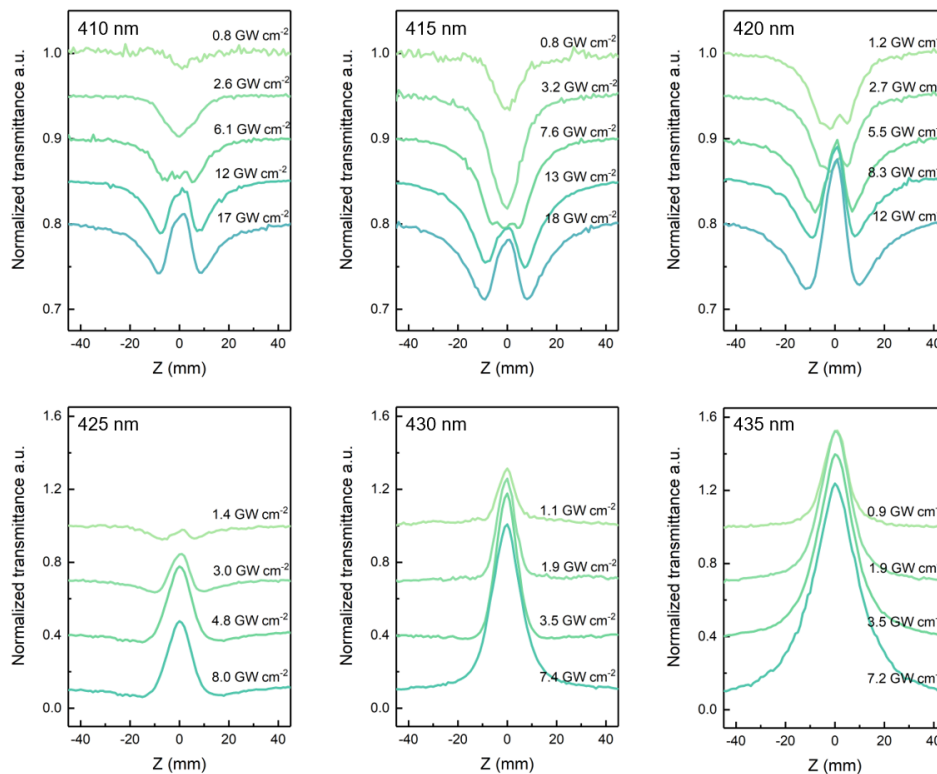 410 nm
415 nm
420 nm
0.8 GW cm⁻²
2.6 GW cm⁻²
6.1 GW cm⁻²
12 GW cm⁻²
17 GW cm⁻²
0.8 GW cm⁻²
3.2 GW cm⁻²
7.6 GW cm⁻²
13 GW cm⁻²
18 GW cm⁻²
1.2 GW cm⁻²
2.7 GW cm⁻²
5.5 GW cm⁻²
8.3 GW cm⁻²
12 GW cm⁻²
Normalized transmittance a.u.
1.0
0.9
0.8
0.7
-40 -20 0 20 40
Z (mm)
Normalized transmittance a.u.
1.0
0.9
0.8
0.7
-40 -20 0 20 40
Z (mm)
Normalized transmittance a.u.
1.0
0.9
0.8
0.7
-40 -20 0 20 40
Z (mm)
425 nm
430 nm
435 nm
1.4 GW cm⁻²
3.0 GW cm⁻²
4.8 GW cm⁻²
8.0 GW cm⁻²
1.1 GW cm⁻²
1.9 GW cm⁻²
3.5 GW cm⁻²
7.4 GW cm⁻²
0.9 GW cm⁻²
1.9 GW cm⁻²
3.5 GW cm⁻²
7.2 GW cm⁻²
Normalized transmittance a.u.
1.6
1.2
0.8
0.4
0.0
-40 -20 0 20 40
Z (mm)
Normalized transmittance a.u.
1.6
1.2
0.8
0.4
0.0
-40 -20 0 20 40
Z (mm)
Normalized transmittance a.u.
1.6
1.2
0.8
0.4
0.0
-40 -20 0 20 40
Z (mm)